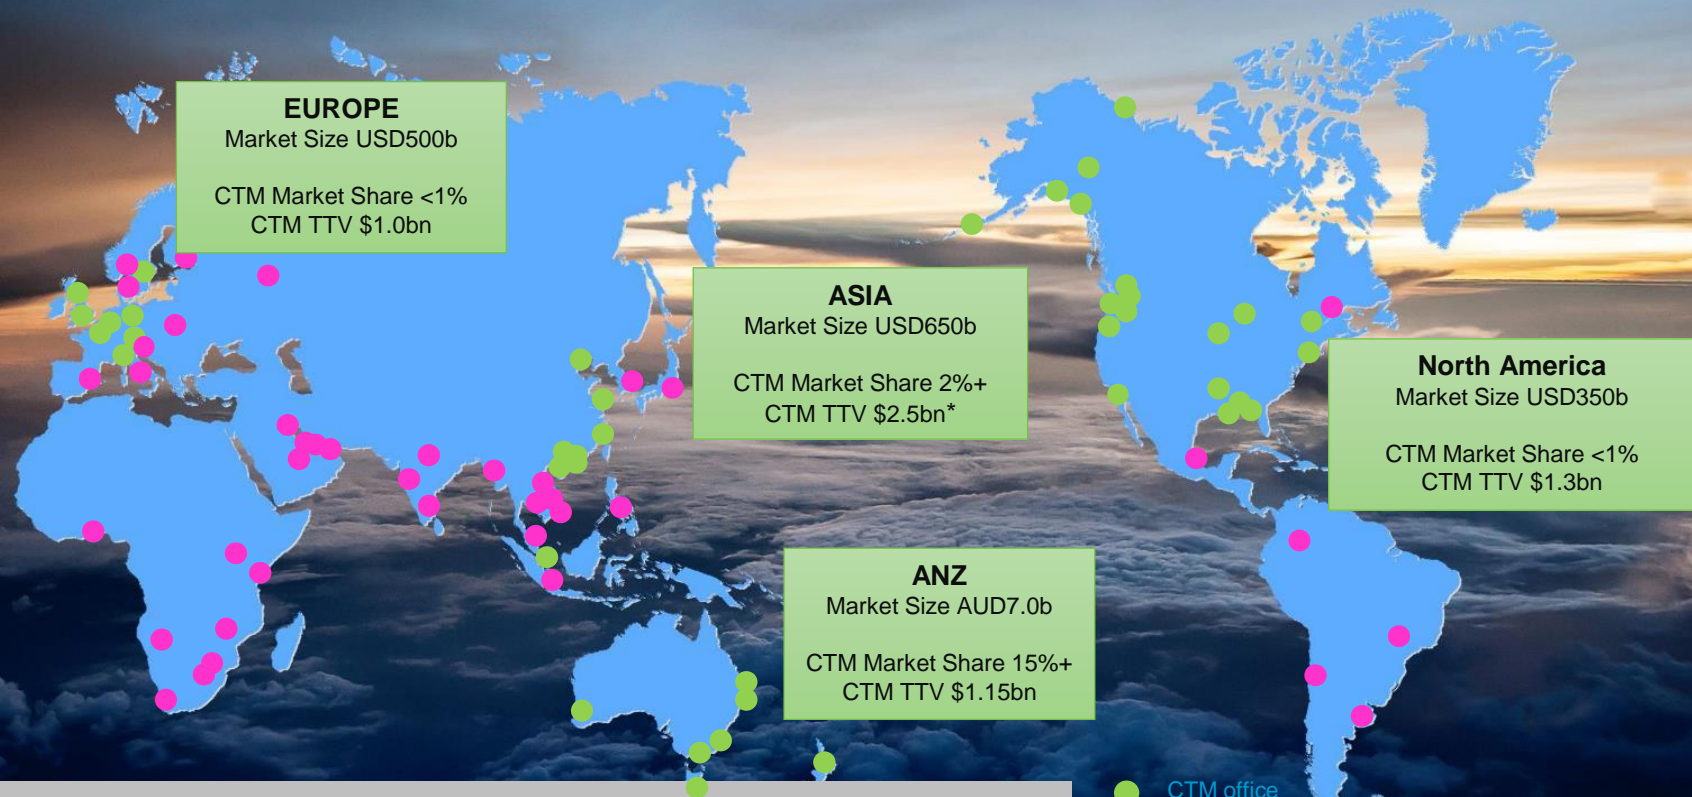 EUROPE
Market Size USD500b
CTM Market Share <1%
CTM TTV $1.0bn
ASIA
Market Size USD650b
CTM Market Share 2%+
CTM TTV $2.5bn*
North America
Market Size USD350b
CTM Market Share <1%
CTM TTV $1.3bn
ANZ
Market Size AUD7.0b
CTM Market Share 15%+
CTM TTV $1.15bn
CTM office